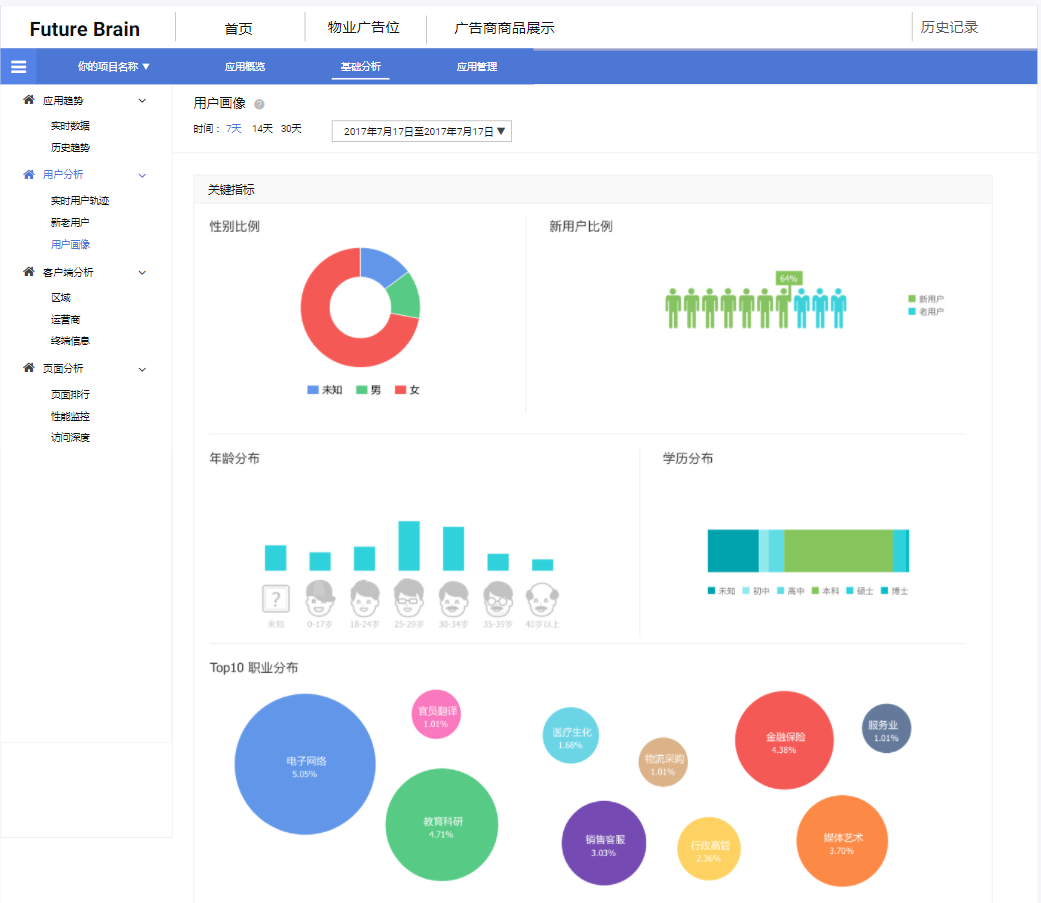 Future Brain
首页
物业广告位
广告商商品展示
历史记录
你的项目名称 ▼
应用概览
基础分析
应用管理
应用趋势
实时数据
历史趋势
用户分析
实时用户轨迹
新老用户
用户画像
客户端分析
区域
运营商
终端信息
页面分析
页面排行
性能监控
访问深度
用户画像 ?
时间： 7天 14天 30天
2017年7月17日至2017年7月17日 ▼
关键指标
性别比例
未知 男 女
新用户比例
64%
新用户
老用户
年龄分布
?
未知 0-17岁 18-24岁 25-29岁 30-34岁 35-39岁 40岁以上
学历分布
未知 初中 高中 本科 硕士 博士
Top10 职业分布
电子网络
5.05%
官员翻译
1.01%
教育科研
4.71%
医疗生化
1.68%
物流采购
1.01%
销售客服
3.03%
行政高管
2.36%
金融保险
4.38%
服务业
1.01%
媒体艺术
3.70%